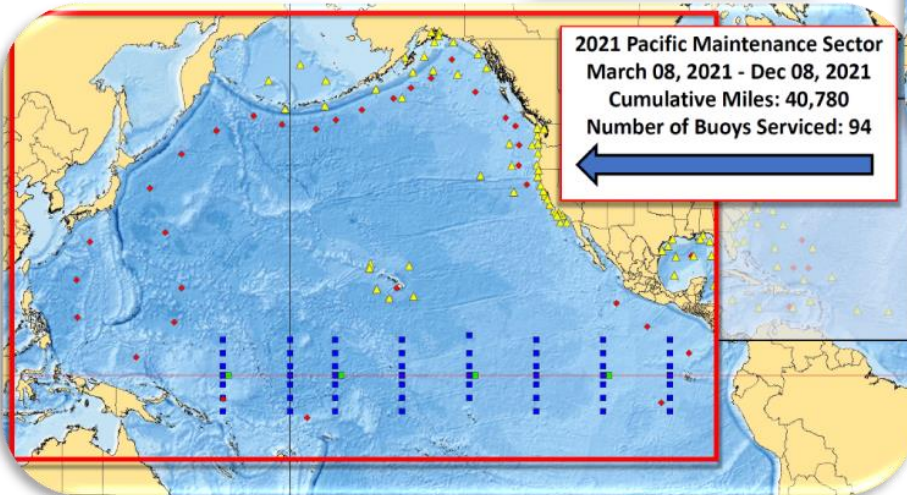 2021 Pacific Maintenance Sector
March 08, 2021 - Dec 08, 2021
Cumulative Miles: 40,780
Number of Buoys Serviced: 94